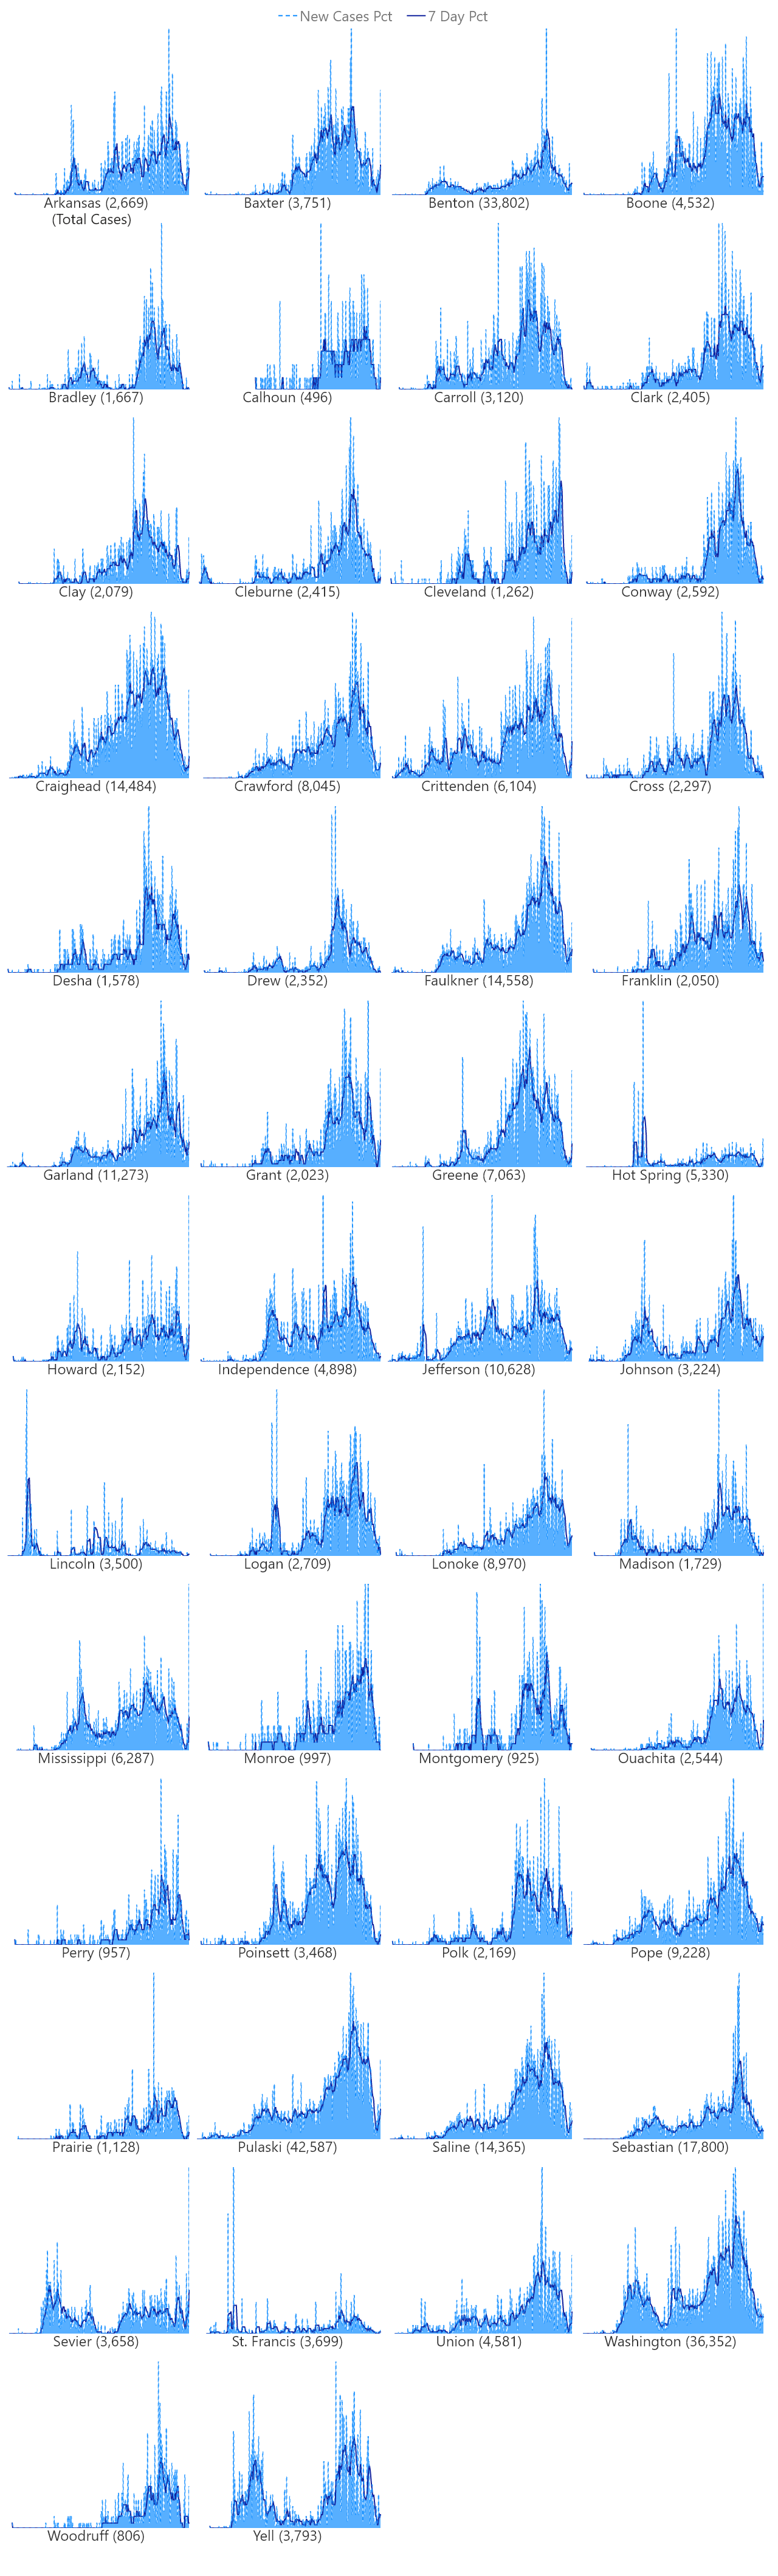 New Cases Pct 7 Day Pct
Arkansas (2,669) Baxter (3,751) Benton (33,802) Boone (4,532)
(Total Cases)
Bradley (1,667) Calhoun (496) Carroll (3,120) Clark (2,405)
Clay (2,079) Cleburne (2,415) Cleveland (1,262) Conway (2,592)
Craighead (14,484) Crawford (8,045) Crittenden (6,104) Cross (2,297)
Desha (1,578) Drew (2,352) Faulkner (14,558) Franklin (2,050)
Garland (11,273) Grant (2,023) Greene (7,063) Hot Spring (5,330)
Howard (2,152) Independence (4,898) Jefferson (10,628) Johnson (3,224)
Lincoln (3,500) Logan (2,709) Lonoke (8,970) Madison (1,729)
Mississippi (6,287) Monroe (997) Montgomery (925) Ouachita (2,544)
Perry (957) Poinsett (3,468) Polk (2,169) Pope (9,228)
Prairie (1,128) Pulaski (42,587) Saline (14,365) Sebastian (17,800)
Sevier (3,658) St. Francis (3,699) Union (4,581) Washington (36,352)
Woodruff (806) Yell (3,793)